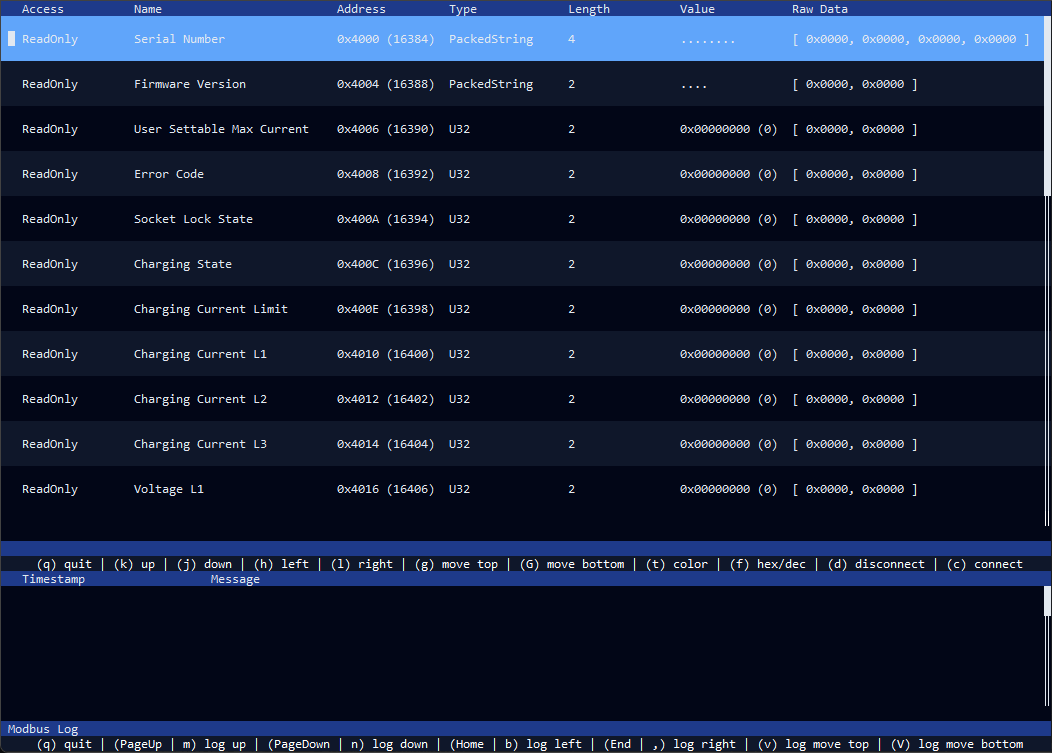 Access Name Address Type Length Value Raw Data
ReadOnly Serial Number 0x4000 (16384) PackedString 4 ........ [ 0x0000, 0x0000, 0x0000, 0x0000 ]
ReadOnly Firmware Version 0x4004 (16388) PackedString 2 .... [ 0x0000, 0x0000 ]
ReadOnly User Settable Max Current 0x4006 (16390) U32 2 0x00000000 (0) [ 0x0000, 0x0000 ]
ReadOnly Error Code 0x4008 (16392) U32 2 0x00000000 (0) [ 0x0000, 0x0000 ]
ReadOnly Socket Lock State 0x400A (16394) U32 2 0x00000000 (0) [ 0x0000, 0x0000 ]
ReadOnly Charging State 0x400C (16396) U32 2 0x00000000 (0) [ 0x0000, 0x0000 ]
ReadOnly Charging Current Limit 0x400E (16398) U32 2 0x00000000 (0) [ 0x0000, 0x0000 ]
ReadOnly Charging Current L1 0x4010 (16400) U32 2 0x00000000 (0) [ 0x0000, 0x0000 ]
ReadOnly Charging Current L2 0x4012 (16402) U32 2 0x00000000 (0) [ 0x0000, 0x0000 ]
ReadOnly Charging Current L3 0x4014 (16404) U32 2 0x00000000 (0) [ 0x0000, 0x0000 ]
ReadOnly Voltage L1 0x4016 (16406) U32 2 0x00000000 (0) [ 0x0000, 0x0000 ]
(q) quit | (k) up | (j) down | (h) left | (l) right | (g) move top | (G) move bottom | (t) color | (f) hex/dec | (d) disconnect | (c) connect
Timestamp Message
Modbus Log
(q) quit | (PageUp | m) log up | (PageDown | n) log down | (Home | b) log left | (End | ,) log right | (v) log move top | (V) log move bottom